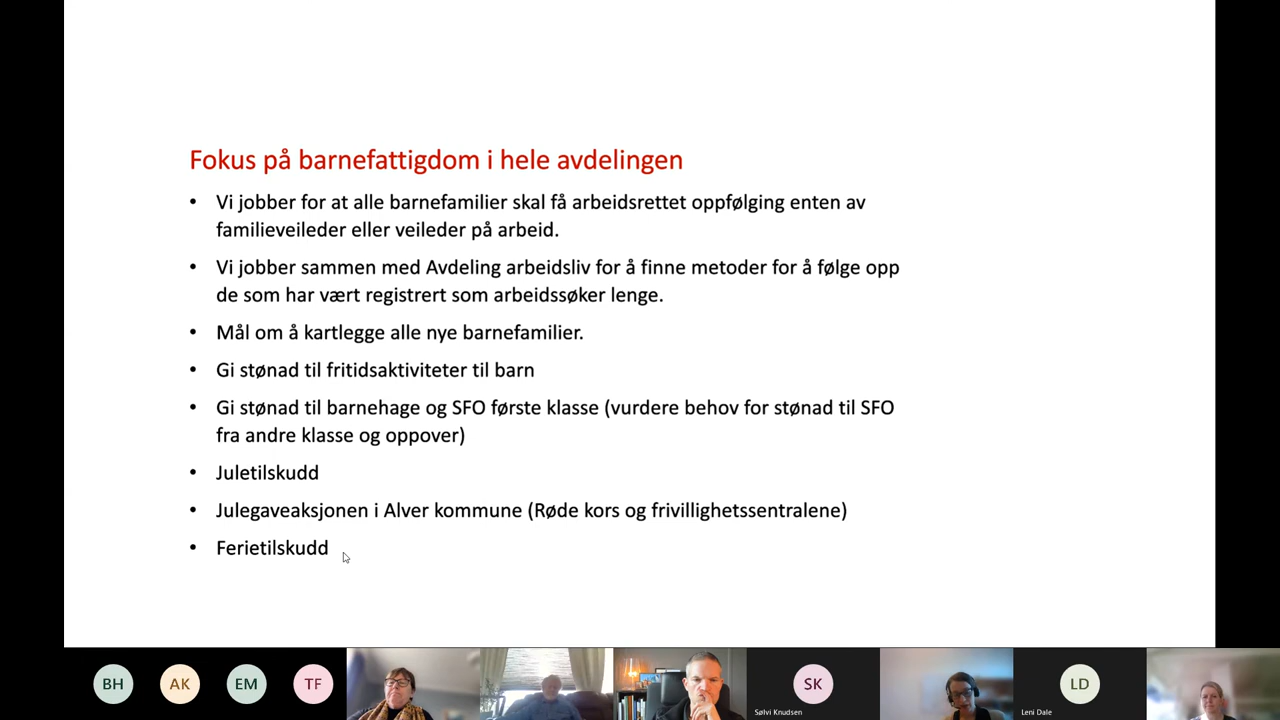 Fokus på barnefattigdom i hele avdelingen
• Vi jobber for at alle barnefamilier skal få arbeidsrettet oppfølging enten av
familieveileder eller veileder på arbeid.
• Vi jobber sammen med Avdeling arbeidsliv for å finne metoder for å følge opp
de som har vært registrert som arbeidssøker lenge.
• Mål om å kartlegge alle nye barnefamilier.
• Gi stønad til fritidsaktiviteter til barn
• Gi stønad til barnehage og SFO første klasse (vurdere behov for stønad til SFO
fra andre klasse og oppover)
• Juletilskudd
• Julegaveaksjonen i Alver kommune (Røde kors og frivillighetssentralene)
• Ferietilskudd
BH
AK
EM
TF
SK
Sølvi Knudsen
LD
Leni Dale